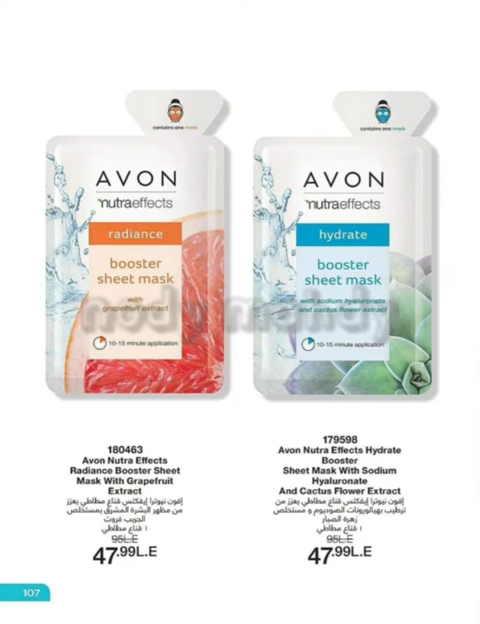 contains one mask
AVON
nutraeffects
radiance
booster
sheet mask
with
grapefruit extract
10-15 minute application
contains one mask
AVON
nutraeffects
hydrate
booster
sheet mask
with sodium hyaluronate
and cactus flower extract
10-15 minute application
180463
Avon Nutra Effects
Radiance Booster Sheet
Mask With Grapefruit
Extract
إفون نيوترا إيفكتس قناع مطاطي يعزز
من مظهر البشرة المشرق بمستخلص
الجريب فروت
١ قناع مطاطي
95L.E
47.99L.E
179598
Avon Nutra Effects Hydrate
Booster
Sheet Mask With Sodium
Hyaluronate
And Cactus Flower Extract
إفون نيوترا إيفكتس قناع مطاطي يعزز من
ترطيب بهيالورونات الصوديوم و مستخلص
زهرة الصبار
١ قناع مطاطي
95L.E
47.99L.E
107